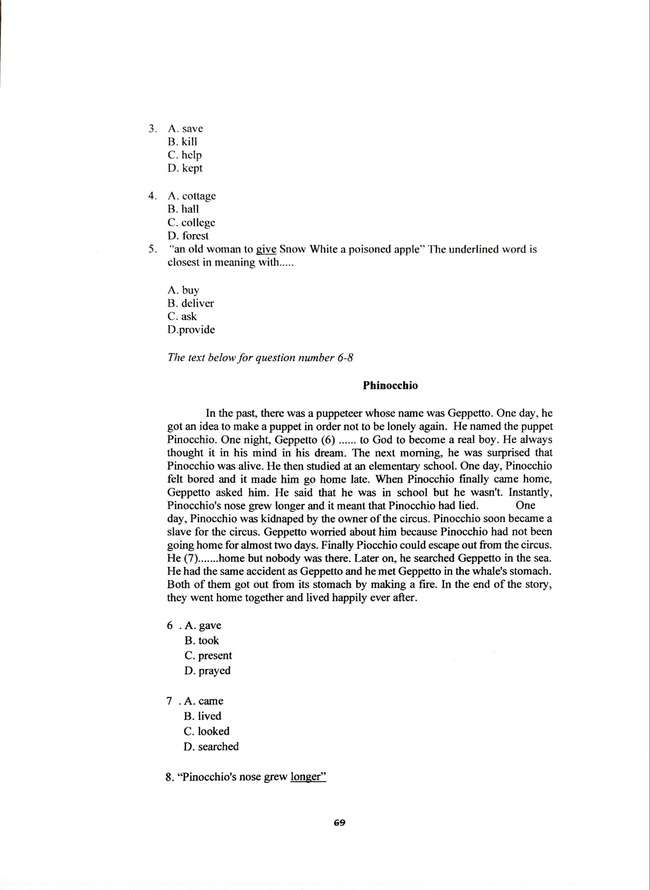 3. A. save
B. kill
C. help
D. kept
4. A. cottage
B. hall
C. college
D. forest
5. "an old woman to give Snow White a poisoned apple" The underlined word is
closest in meaning with.....
A. buy
B. deliver
C. ask
D.provide
The text below for question number 6-8
Phinocchio
In the past, there was a puppeteer whose name was Geppetto. One day, he
got an idea to make a puppet in order not to be lonely again. He named the puppet
Pinocchio. One night, Geppetto (6) ...... to God to become a real boy. He always
thought it in his mind in his dream. The next morning, he was surprised that
Pinocchio was alive. He then studied at an elementary school. One day, Pinocchio
felt bored and it made him go home late. When Pinocchio finally came home,
Geppetto asked him. He said that he was in school but he wasn't. Instantly,
Pinocchio's nose grew longer and it meant that Pinocchio had lied. One
day, Pinocchio was kidnaped by the owner of the circus. Pinocchio soon became a
slave for the circus. Geppetto worried about him because Pinocchio had not been
going home for almost two days. Finally Piocchio could escape out from the circus.
He (7).......home but nobody was there. Later on, he searched Geppetto in the sea.
He had the same accident as Geppetto and he met Geppetto in the whale's stomach.
Both of them got out from its stomach by making a fire. In the end of the story,
they went home together and lived happily ever after.
6 . A. gave
B. took
C. present
D. prayed
7 . A. came
B. lived
C. looked
D. searched
8. "Pinocchio's nose grew longer"
69